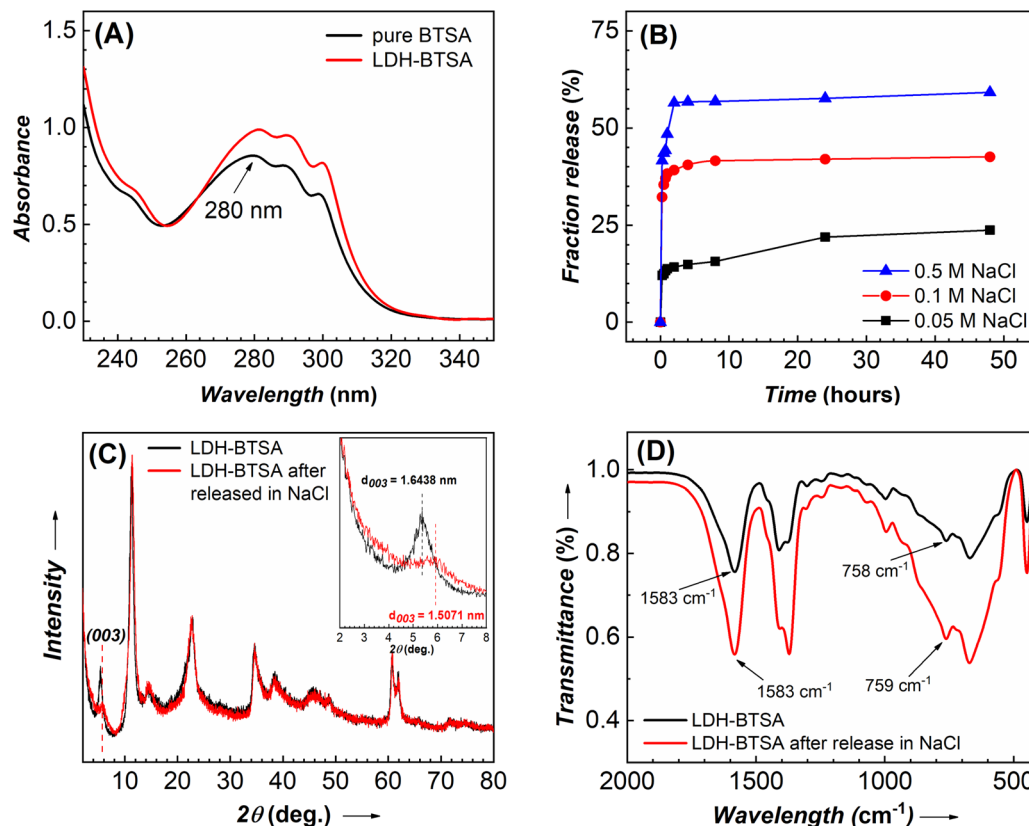 (A)
pure BTSA
LDH-BTSA
280 nm
Absorbance
1.5
1.0
0.5
0.0
240 260 280 300 320 340
Wavelength (nm)
(B)
Fraction release (%)
75
50
25
0
0.5 M NaCl
0.1 M NaCl
0.05 M NaCl
0 10 20 30 40 50
Time (hours)
(C)
LDH-BTSA
LDH-BTSA after
released in NaCl
d003 = 1.6438 nm
d003 = 1.5071 nm
2 3 4 5 6 7 8
2θ (deg.)
(003)
Intensity
10 20 30 40 50 60 70 80
2θ (deg.)
(D)
Transmittance (%)
1.0
0.8
0.6
0.4
1583 cm-1
758 cm-1
1583 cm-1
759 cm-1
LDH-BTSA
LDH-BTSA after release in NaCl
2000 1500 1000 500
Wavelength (cm-1)